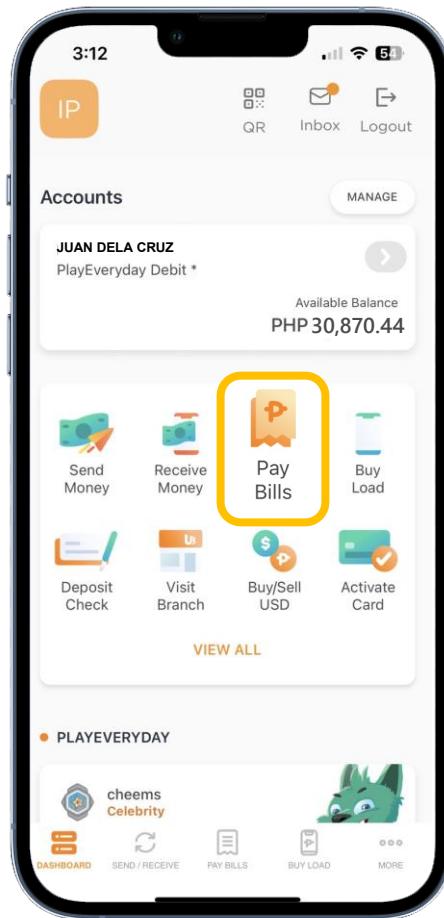 3:12
54
IP
QR
Inbox
Logout
Accounts
MANAGE
JUAN DELA CRUZ
PlayEveryday Debit *
Available Balance
PHP 30,870.44
Send
Money
Receive
Money
Pay
Bills
Buy
Load
Deposit
Check
Visit
Branch
Buy/Sell
USD
Activate
Card
VIEW ALL
PLAYEVERYDAY
cheems
Celebrity
DASHBOARD
SEND / RECEIVE
PAY BILLS
BUY LOAD
MORE